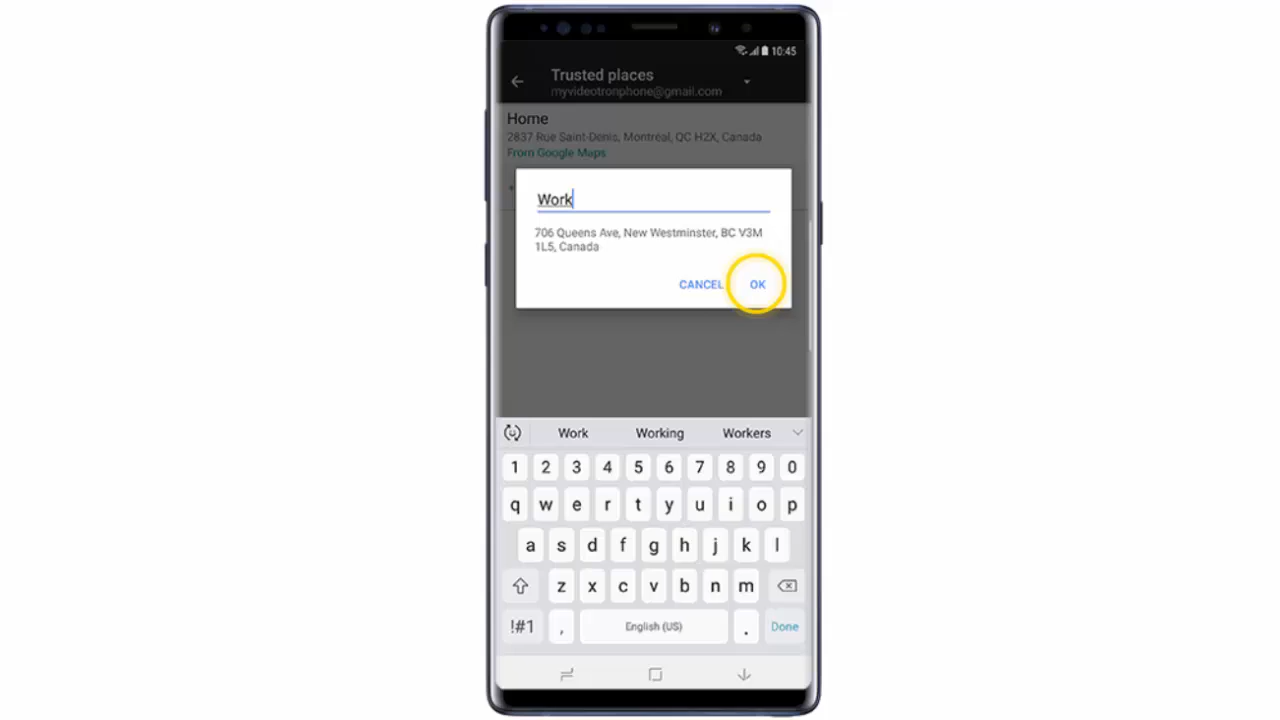 10:45
Trusted places
myvideotronphone@gmail.com
Home
2837 Rue Saint-Denis, Montréal, QC H2X, Canada
From Google Maps
Work
706 Queens Ave, New Westminster, BC V3M
1L5, Canada
CANCEL OK
Work Working Workers
1 2 3 4 5 6 7 8 9 0
q w e r t y u i o p
a s d f g h j k l
z x c v b n m
!#1 , English (US) . Done